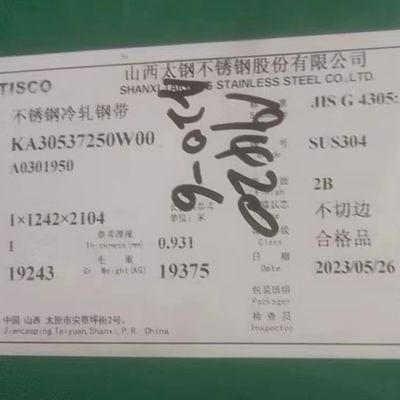 TISCO
山西太钢不锈钢股份有限公司
STAINLESS STEEL CO.,LTD.
不锈钢冷轧钢带
JIS G 4305:
KA30537250W00
SUS304
A0301950
2B
1×1242×2104
单位: 米
不切边
1
参考厚度
Thickness(mm)
0.931
Class
合格品
19243
毛 重
Gr Weight(KG)
19375
日 期
Date
2023/05/26
包装班组
Packager
中国 山西 太原市尖草坪街2号。
Jiancaoping,Taiyuan,Shanxi,P.R. China.
检 查 员
Inspector